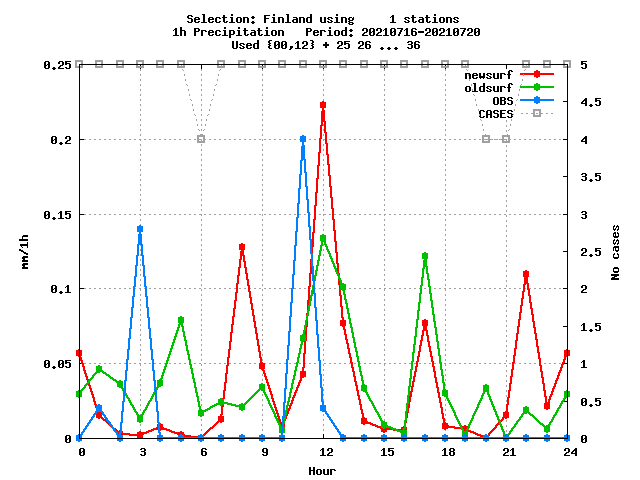 Selection: Finland using     1 stations
1h Precipitation   Period: 20210716-20210720
Used {00,12} + 25 26 ... 36
newsurf
oldsurf
OBS
CASES
0.25
0.2
0.15
0.1
0.05
0
5
4.5
4
3.5
3
2.5
2
1.5
1
0.5
0
mm/1h
No cases
0 3 6 9 12 15 18 21 24
Hour